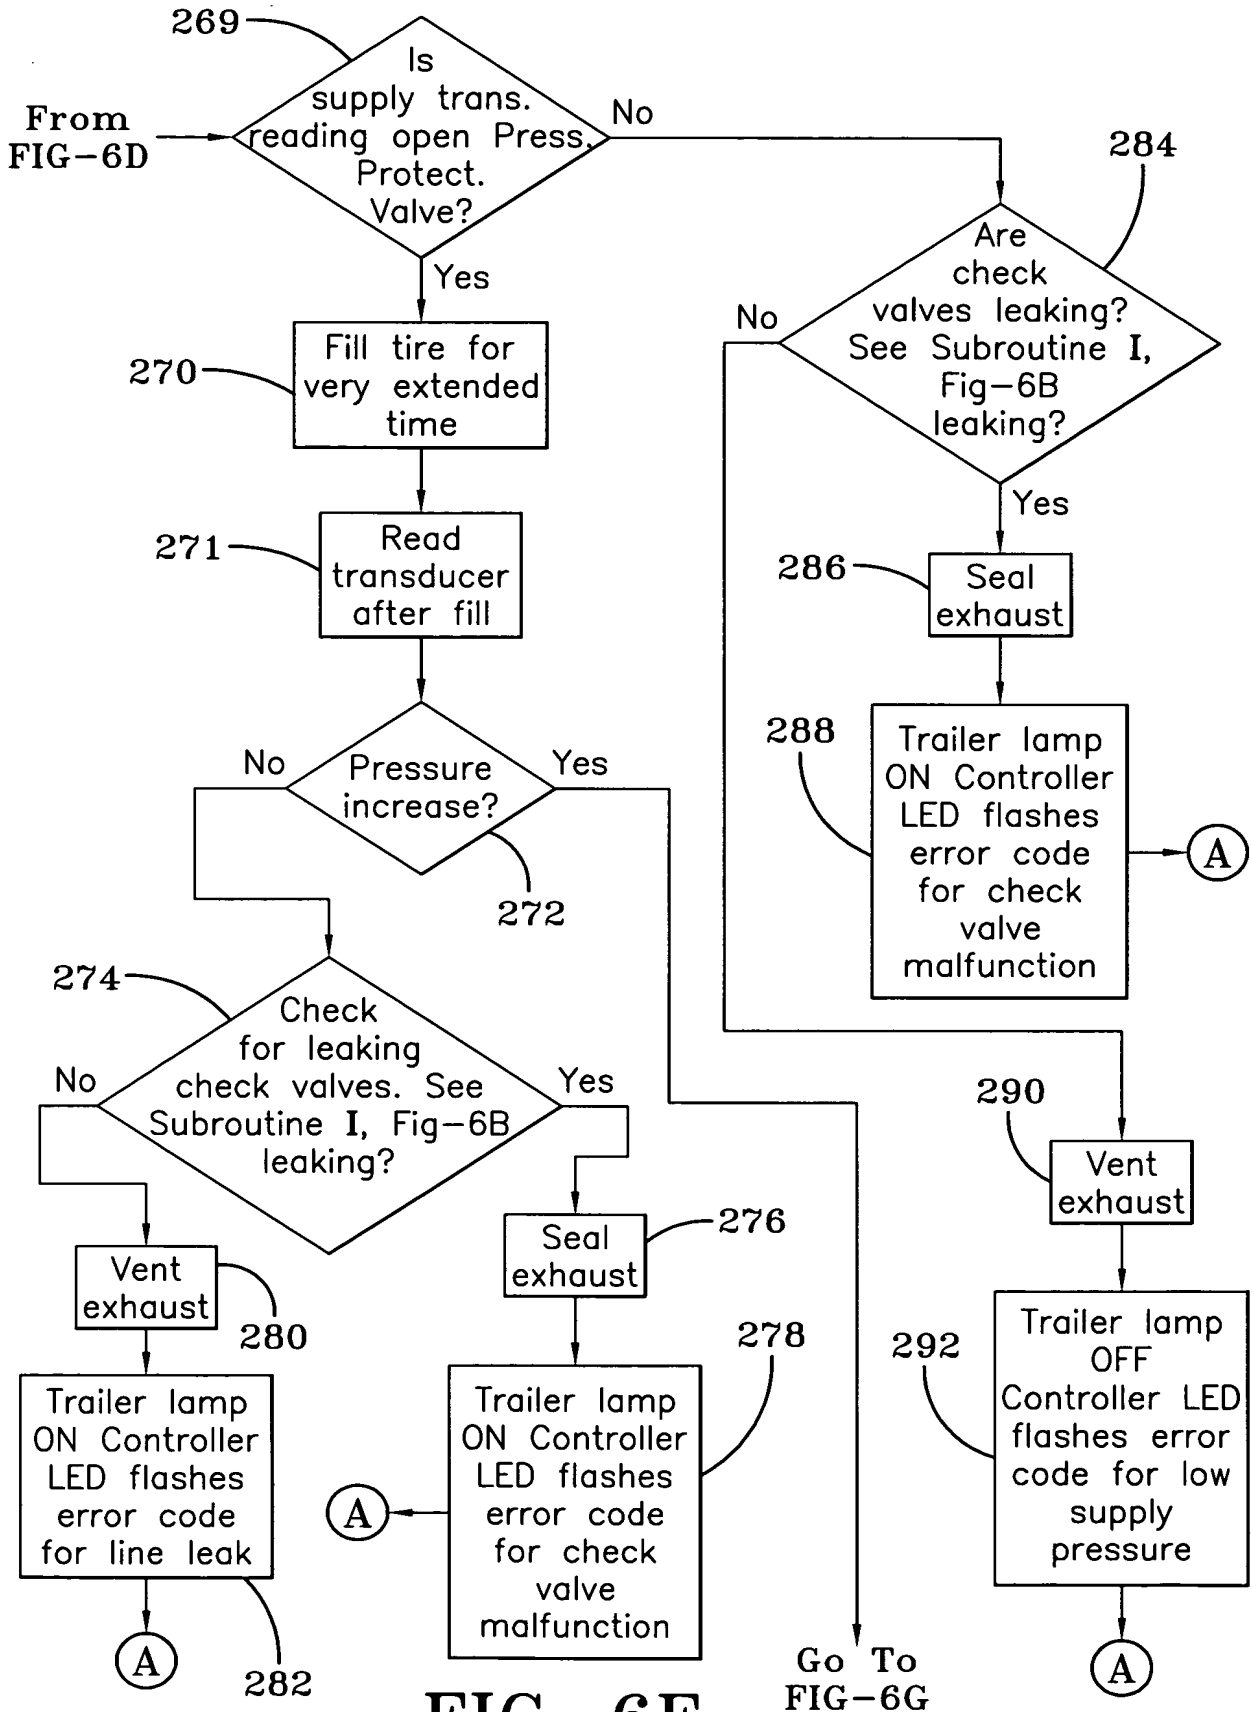 269
Is
supply trans.
reading open Press.
Protect.
Valve?
From
FIG-6D
No
Yes
284
Are
check
valves leaking?
See Subroutine I,
Fig-6B
leaking?
No
Yes
270
Fill tire for
very extended
time
271
Read
transducer
after fill
286
Seal
exhaust
No
Pressure
increase?
Yes
272
288
Trailer lamp
ON Controller
LED flashes
error code
for check
valve
malfunction
A
274
Check
for leaking
check valves. See
Subroutine I, Fig-6B
leaking?
No
Yes
290
Vent
exhaust
276
Seal
exhaust
Vent
exhaust
280
278
Trailer lamp
ON Controller
LED flashes
error code
for check
valve
malfunction
A
292
Trailer lamp
OFF
Controller LED
flashes error
code for low
supply
pressure
A
Trailer lamp
ON Controller
LED flashes
error code
for line leak
282
A
Go To
FIG-6G